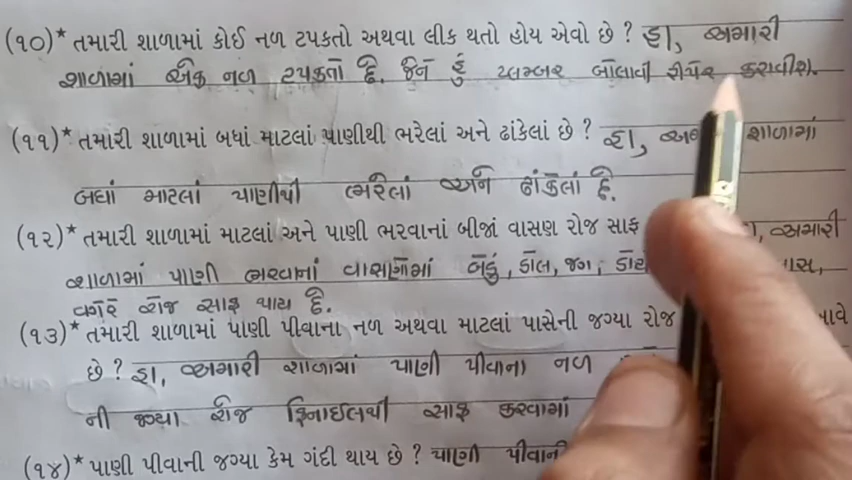 (૧૦)* તમારી શાળામાં કોઈ નળ ટપકતો અથવા લીક થતો હોય એવો છે ? હા, અમારી
શાળામાં એક નળ ટપકતો છે. જેને હું પ્લમ્બર બોલાવી રીપેર કરાવીશ.
(૧૧)* તમારી શાળામાં બધાં માટલાં પાણીથી ભરેલાં અને ઢાંકેલાં છે ? હા, શાળામાં
બધાં માટલાં પાણીથી ભરેલાં અને ઢાંકેલાં છે.
(૧૨)* તમારી શાળામાં માટલાં અને પાણી ભરવાનાં બીજાં વાસણ રોજ સાફ અમારી
શાળામાં પાણી ભરવાનાં વાસણોમાં બેડું, ડોલ, જગ,
વગેરે રોજ સાફ થાય છે.
(૧૩)* તમારી શાળામાં પાણી પીવાના નળ અથવા માટલાં પાસેની જગ્યા રોજ
છે ? હા, અમારી શાળામાં પાણી પીવાના નળ
ની જગ્યા રોજ ફિનાઈલથી સાફ કરવામાં
(૧૪)* પાણી પીવાની જગ્યા કેમ ગંદી થાય છે ? પાણી પીવાની